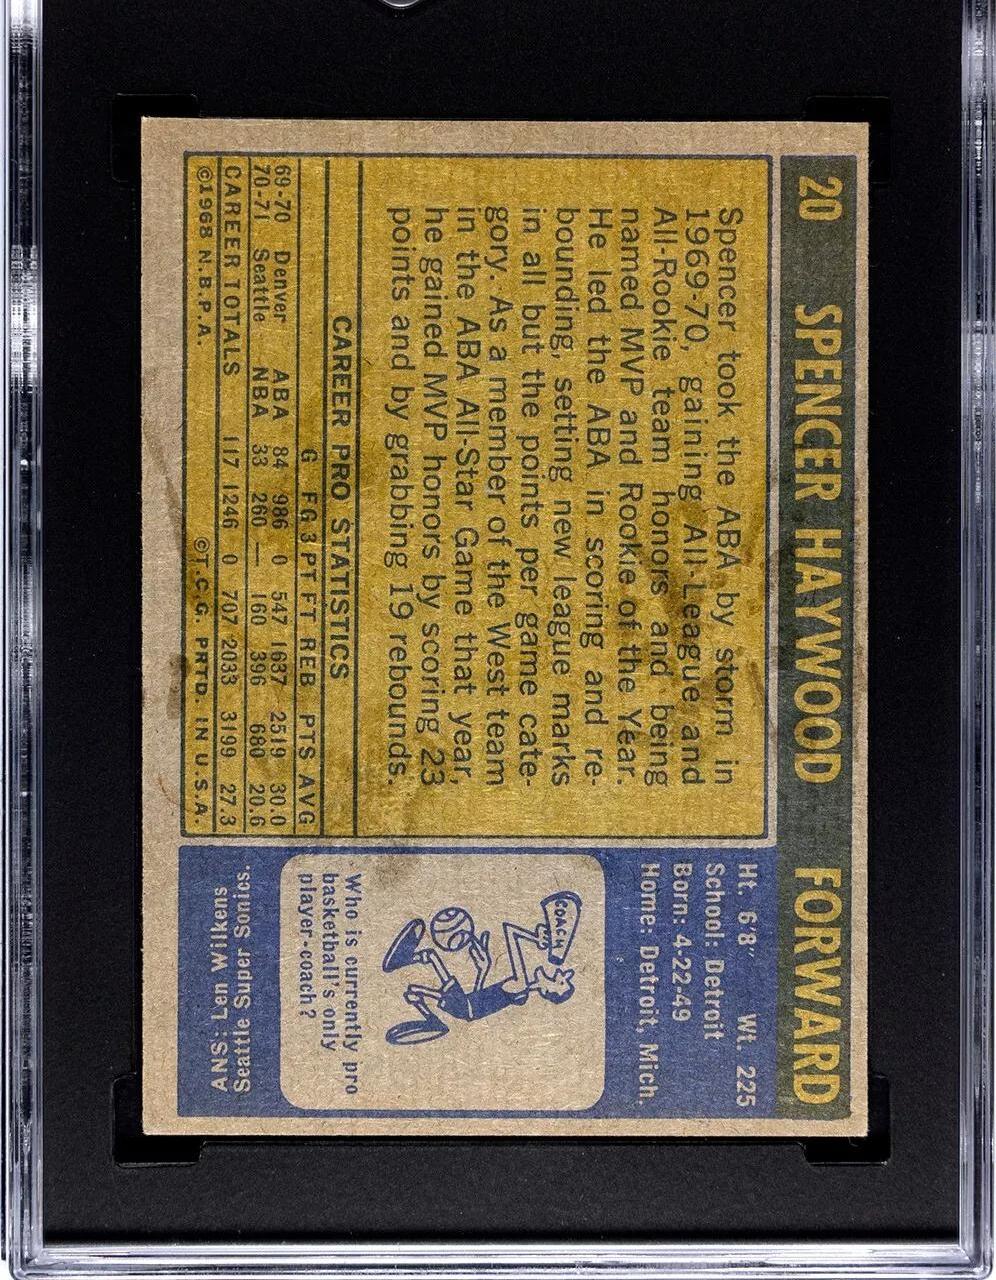 20 SPENCER HAYWOOD FORWARD
Spencer took the ABA by storm in
1969-70, gaining All-League and
All-Rookie team honors and being
named MVP and Rookie of the Year.
He led the ABA in scoring and re-
bounding, setting new league marks
in all but the points per game cate-
gory. As a member of the West team
in the ABA All-Star Game that year,
he gained MVP honors by scoring 23
points and by grabbing 19 rebounds.
CAREER PRO STATISTICS
G FG 3PT FT REB PTS AVG
69-70 Denver ABA 84 986 0 547 1637 2519 30.0
70-71 Seattle NBA 33 260 — 160 396 680 20.6
CAREER TOTALS 117 1246 0 707 2033 3199 27.3
©1968 N.B.P.A. ©T.C.G. PRTD. IN U.S.A.
Ht. 6'8" Wt. 225
School: Detroit
Born: 4-22-49
Home: Detroit, Mich.
COACH
Who is currently pro
basketball's only
player-coach?
ANS: Len Wilkens
Seattle Super Sonics.